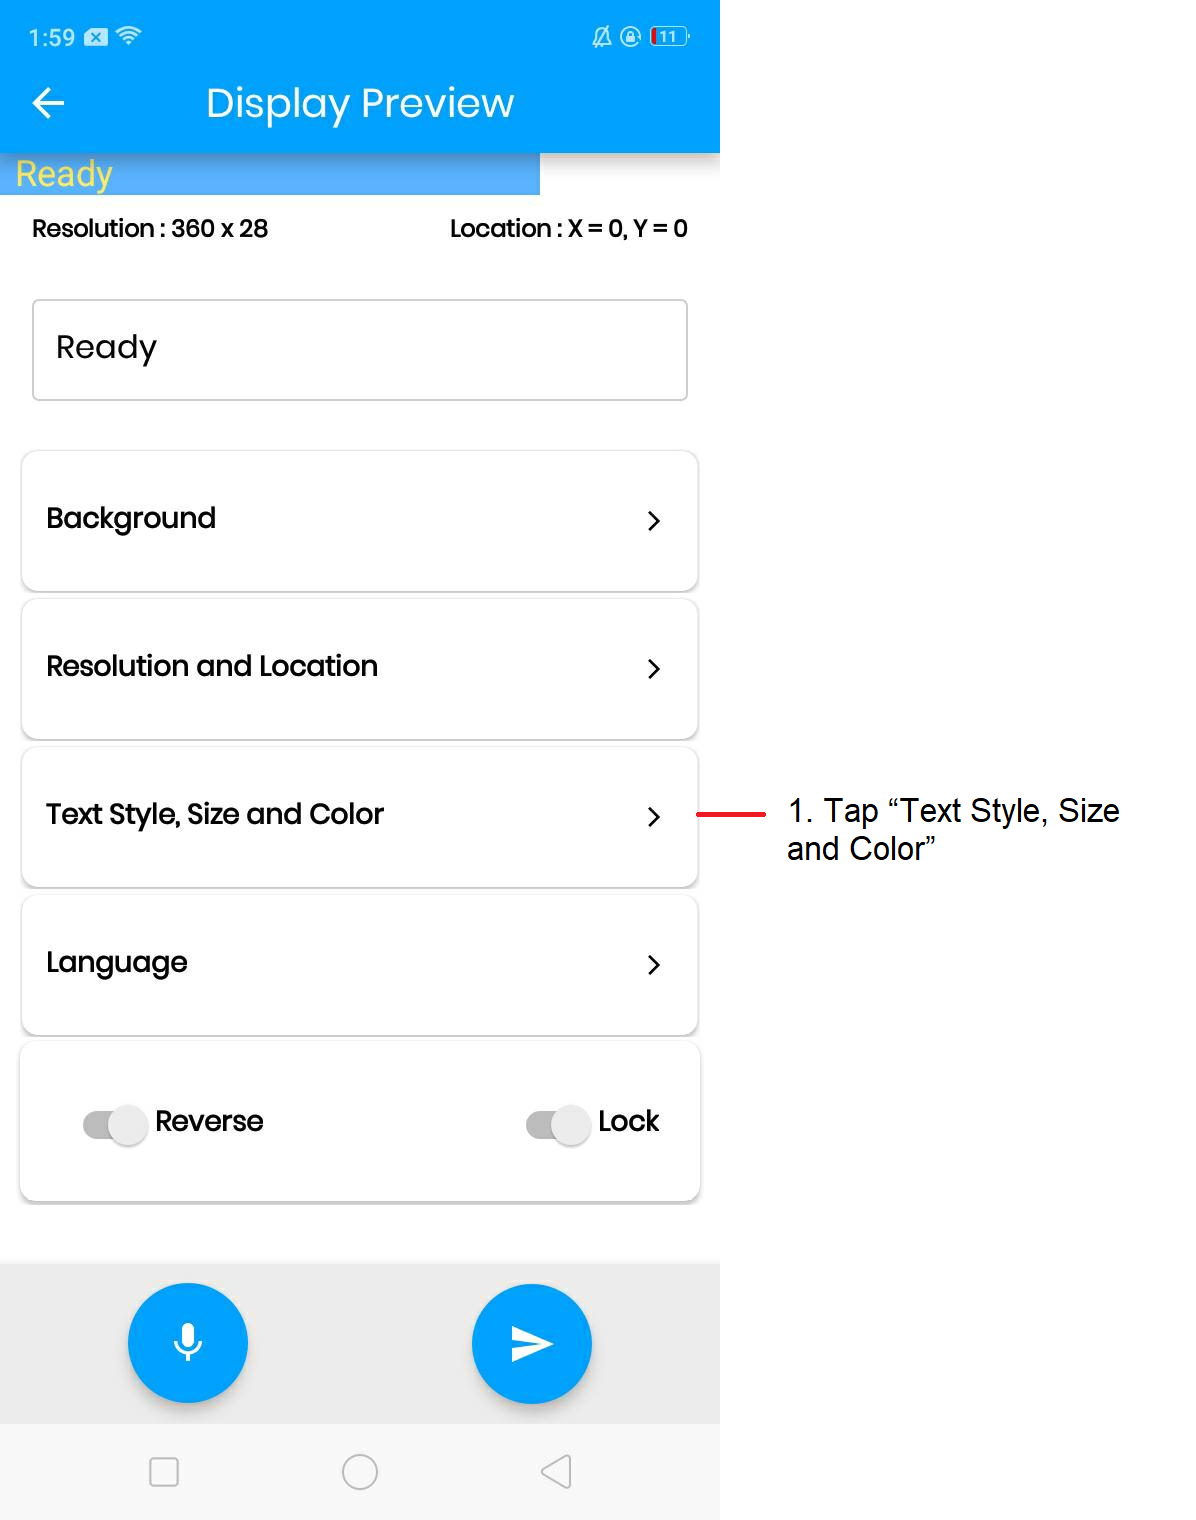 1:59
11
Display Preview
Ready
Resolution : 360 x 28
Location : X = 0, Y = 0
Ready
Background
Resolution and Location
Text Style, Size and Color
1. Tap “Text Style, Size
and Color”
Language
Reverse
Lock